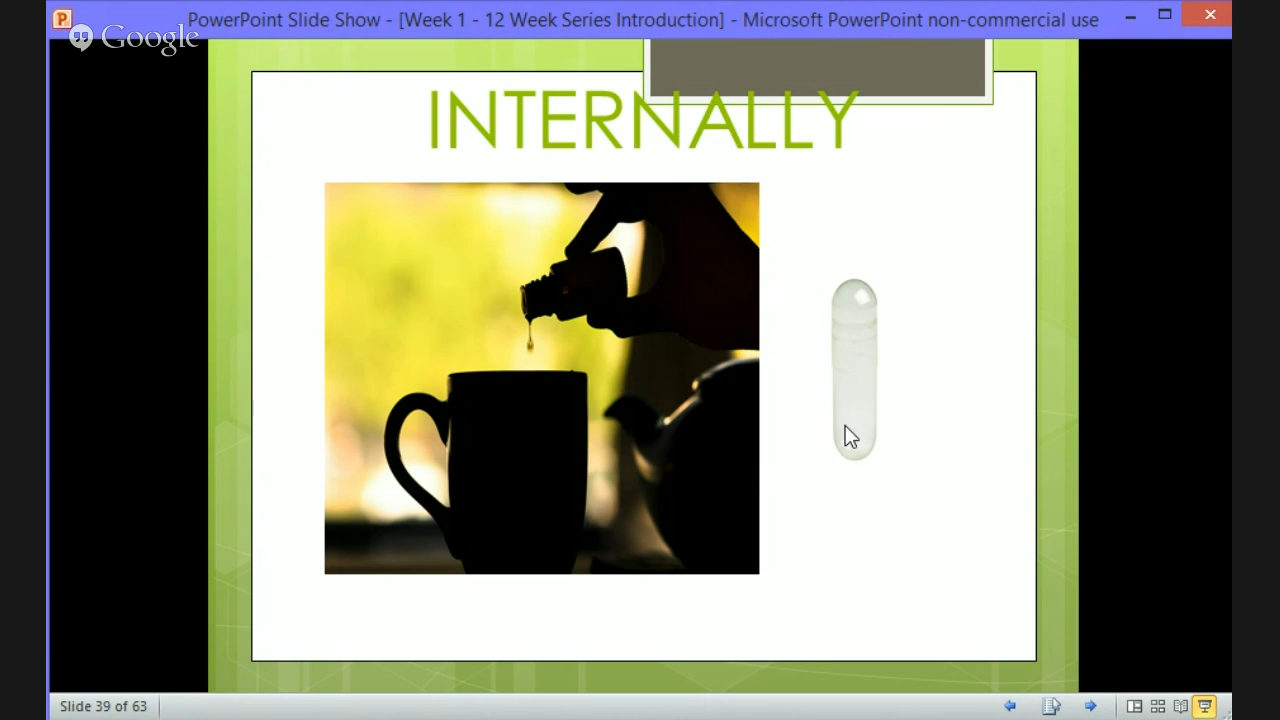 PowerPoint Slide Show - [Week 1 - 12 Week Series Introduction] - Microsoft PowerPoint non-commercial use
Google
INTERNALLY
Slide 39 of 63